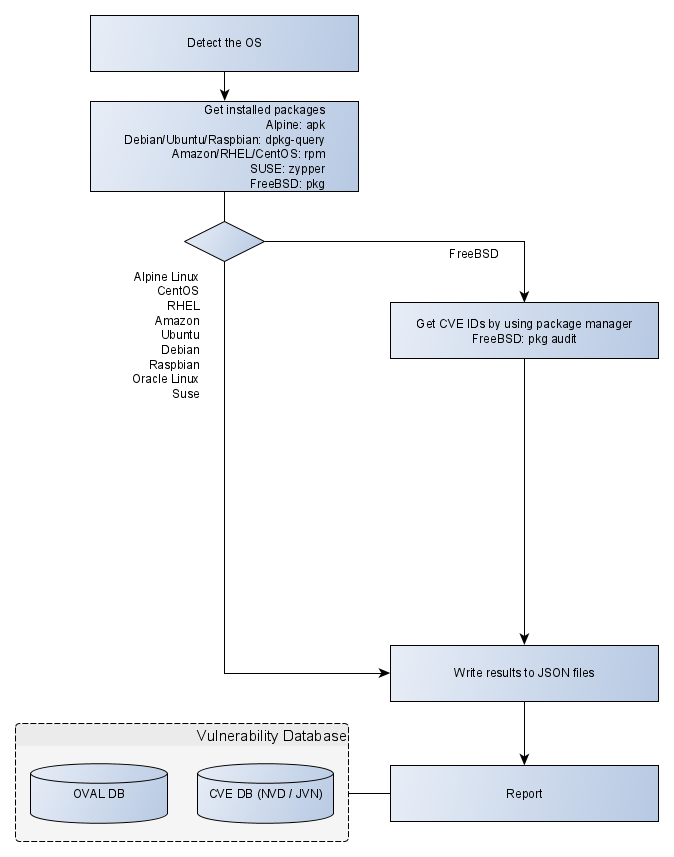 Detect the OS
Get installed packages
Alpine: apk
Debian/Ubuntu/Raspbian: dpkg-query
Amazon/RHEL/CentOS: rpm
SUSE: zypper
FreeBSD: pkg
FreeBSD
Alpine Linux
CentOS
RHEL
Amazon
Ubuntu
Debian
Raspbian
Oracle Linux
Suse
Get CVE IDs by using package manager
FreeBSD: pkg audit
Write results to JSON files
Vulnerability Database
OVAL DB
CVE DB (NVD / JVN)
Report